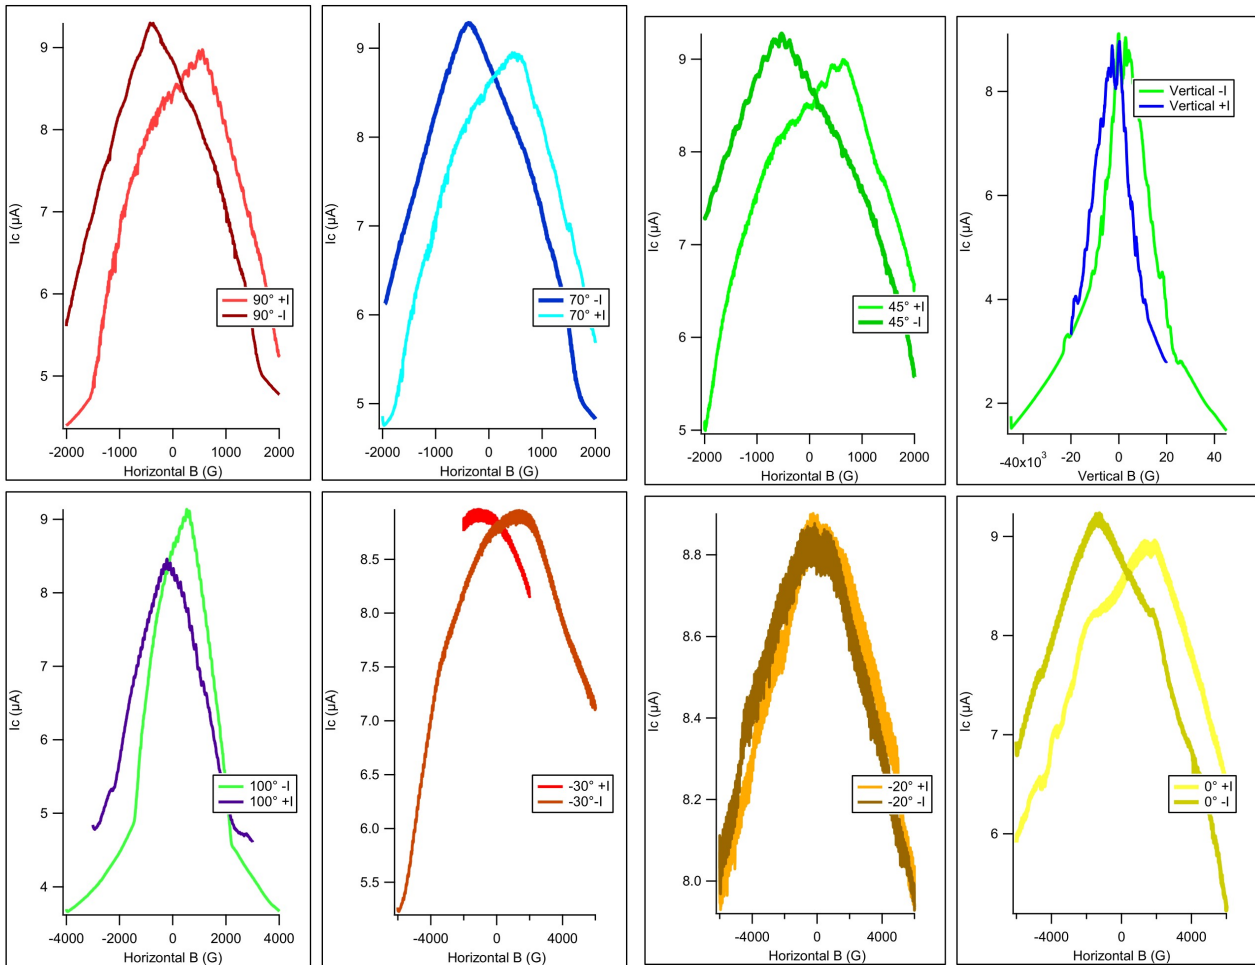 9
8
7
6
5
Ic (µA)
-2000
-1000
0
1000
2000
Horizontal B (G)
90° +I
90° -I
9
8
7
6
5
Ic (µA)
-2000
-1000
0
1000
2000
Horizontal B (G)
70° -I
70° +I
9
8
7
6
5
Ic (µA)
-2000
-1000
0
1000
2000
Horizontal B (G)
45° +I
45° -I
8
6
4
2
Ic (µA)
-40x10³
-20
0
20
40
Vertical B (G)
Vertical -I
Vertical +I
9
8
7
6
5
4
Ic (µA)
-4000
-2000
0
2000
4000
Horizontal B (G)
100° -I
100° +I
8.5
8.0
7.5
7.0
6.5
6.0
5.5
Ic (µA)
-4000
0
4000
Horizontal B (G)
-30° +I
-30°-I
8.8
8.6
8.4
8.2
8.0
Ic (µA)
-4000
0
4000
Horizontal B (G)
-20° +I
-20° -I
9
8
7
6
Ic (µA)
-4000
0
4000
Horizontal B (G)
0° +I
0° -I